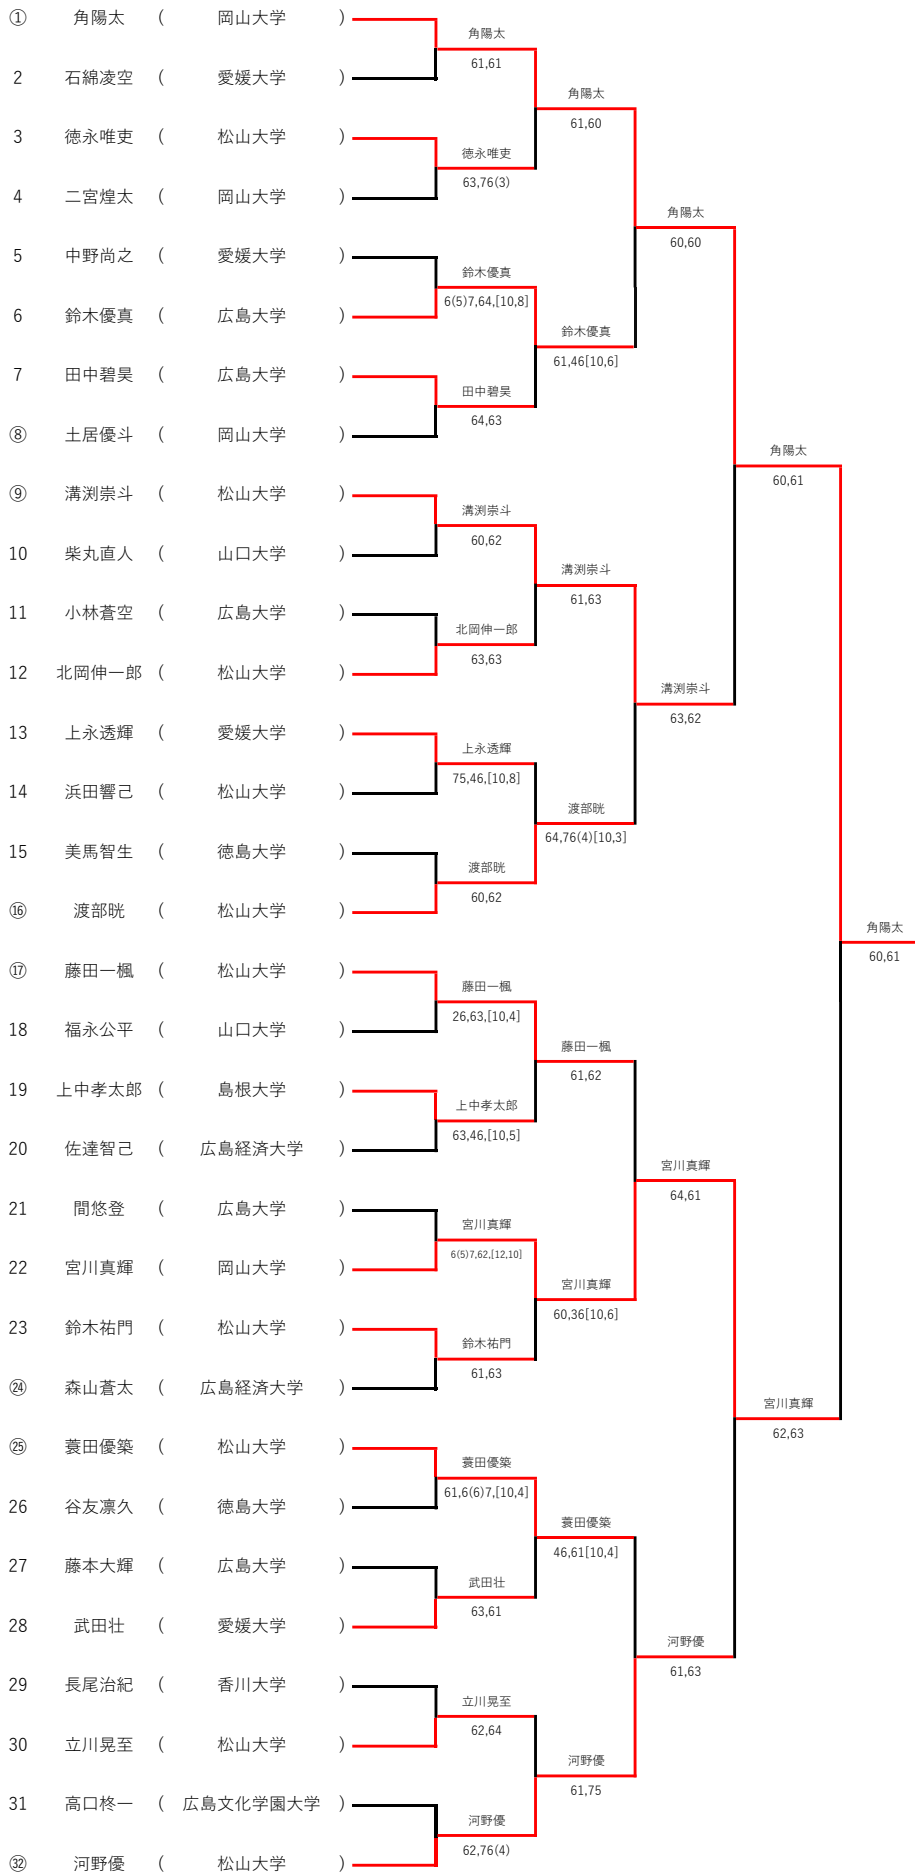 ① 角陽太 ( 岡山大学 )
角陽太
61,61
2 石綿凌空 ( 愛媛大学 )
角陽太
61,60
3 徳永唯吏 ( 松山大学 )
徳永唯吏
63,76(3)
4 二宮煌太 ( 岡山大学 )
角陽太
60,60
5 中野尚之 ( 愛媛大学 )
鈴木優真
6(5)7,64,[10,8]
6 鈴木優真 ( 広島大学 )
鈴木優真
61,46[10,6]
7 田中碧昊 ( 広島大学 )
田中碧昊
64,63
⑧ 土居優斗 ( 岡山大学 )
角陽太
60,61
⑨ 溝渕崇斗 ( 松山大学 )
溝渕崇斗
60,62
10 柴丸直人 ( 山口大学 )
溝渕崇斗
61,63
11 小林蒼空 ( 広島大学 )
北岡伸一郎
63,63
12 北岡伸一郎 ( 松山大学 )
溝渕崇斗
63,62
13 上永透輝 ( 愛媛大学 )
上永透輝
75,46,[10,8]
14 浜田響己 ( 松山大学 )
渡部晄
64,76(4)[10,3]
15 美馬智生 ( 徳島大学 )
渡部晄
60,62
⑯ 渡部晄 ( 松山大学 )
角陽太
60,61
⑰ 藤田一楓 ( 松山大学 )
藤田一楓
26,63,[10,4]
18 福永公平 ( 山口大学 )
藤田一楓
61,62
19 上中孝太郎 ( 島根大学 )
上中孝太郎
63,46,[10,5]
20 佐達智己 ( 広島経済大学 )
宮川真輝
64,61
21 間悠登 ( 広島大学 )
宮川真輝
6(5)7,62,[12,10]
22 宮川真輝 ( 岡山大学 )
宮川真輝
60,36[10,6]
23 鈴木祐門 ( 松山大学 )
鈴木祐門
61,63
㉔ 森山蒼太 ( 広島経済大学 )
宮川真輝
62,63
㉕ 蓑田優築 ( 松山大学 )
蓑田優築
61,6(6)7,[10,4]
26 谷友凛久 ( 徳島大学 )
蓑田優築
46,61[10,4]
27 藤本大輝 ( 広島大学 )
武田壮
63,61
28 武田壮 ( 愛媛大学 )
河野優
61,63
29 長尾治紀 ( 香川大学 )
立川晃至
62,64
30 立川晃至 ( 松山大学 )
河野優
61,75
31 高口柊一 ( 広島文化学園大学 )
河野優
62,76(4)
㉜ 河野優 ( 松山大学 )